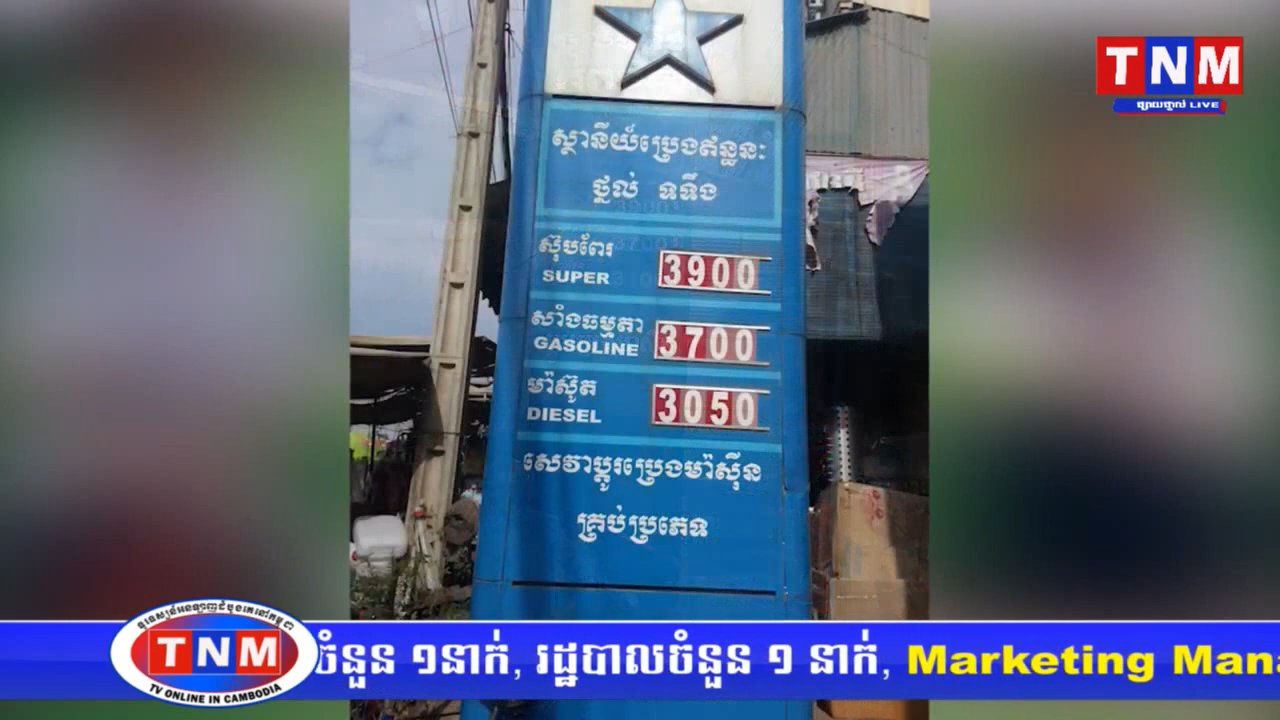 TNM
ផ្សាយផ្ទាល់ LIVE
ស្ថានីយ៍ប្រេងឥន្ធនៈ
ថ្នល់ ទទឹង
ស៊ុបពែរ
SUPER
3900
សាំងធម្មតា
GASOLINE
3700
ម៉ាស៊ូត
DIESEL
3050
សេវាប្តូរប្រេងម៉ាស៊ីន
គ្រប់ប្រភេទ
TNM
TV ONLINE IN CAMBODIA
ចំនួន ១នាក់, រដ្ឋបាលចំនួន ១ នាក់, Marketing Mana